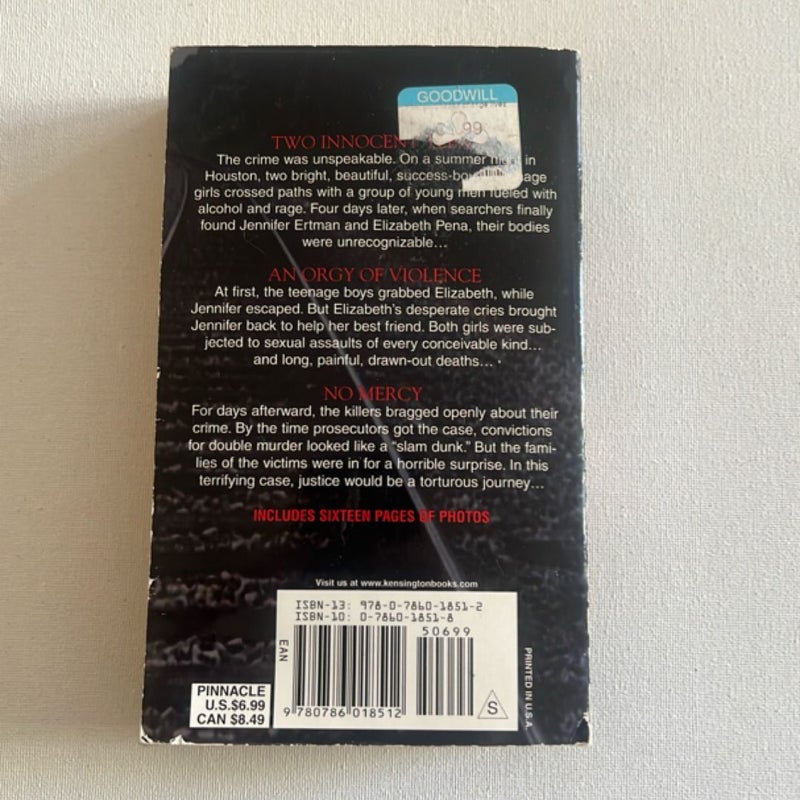 GOODWILL
99
TWO INNOCENT
The crime was unspeakable. On a summer in
Houston, two bright, beautiful, success-bound
girls crossed paths with a group of young men fueled with
alcohol and rage. Four days later, when searchers finally
found Jennifer Ertman and Elizabeth Pena, their bodies
were unrecognizable...
AN ORGY OF VIOLENCE
At first, the teenage boys grabbed Elizabeth, while
Jennifer escaped. But Elizabeth's desperate cries brought
Jennifer back to help her best friend. Both girls were sub-
jected to sexual assaults of every conceivable kind...
and long, painful, drawn-out deaths...
NO MERCY
For days afterward, the killers bragged openly about their
crime. By the time prosecutors got the case, convictions
for double murder looked like a "slam dunk." But the fami-
lies of the victims were in for a horrible surprise. In this
terrifying case, justice would be a torturous journey...
INCLUDES SIXTEEN PAGES OF PHOTOS
Visit us at www.kensingtonbooks.com
ISBN-13: 978-0-7860-1851-2
ISBN-10: 0-7860-1851-8
50699
EAN
9 780786 018512
S
PRINTED IN U.S.A.
PINNACLE
U.S.$6.99
CAN $8.49